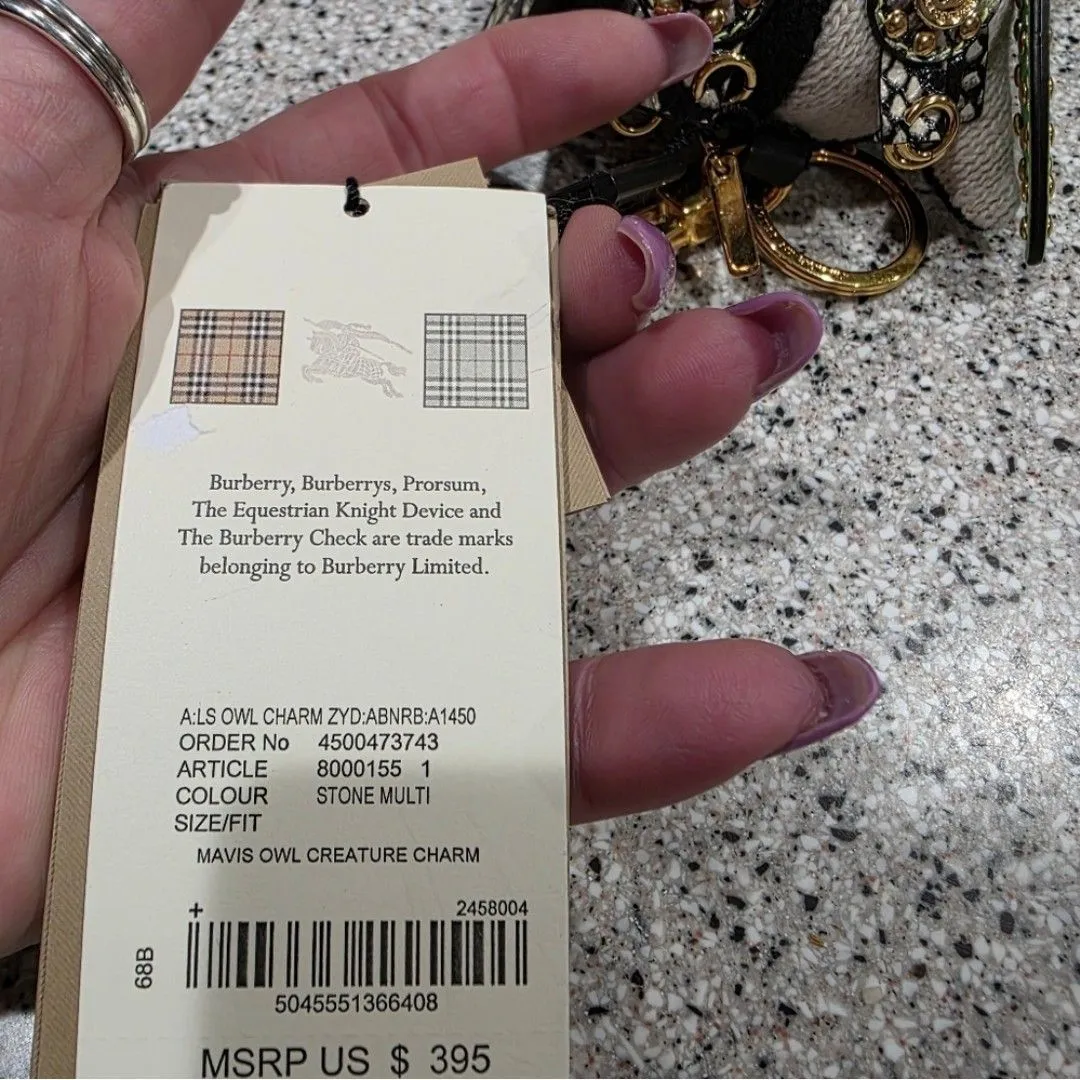 Burberry, Burberrys, Prorsum,
The Equestrian Knight Device and
The Burberry Check are trade marks
belonging to Burberry Limited.
A:LS OWL CHARM ZYD:ABNRB:A1450
ORDER No 4500473743
ARTICLE 8000155 1
COLOUR STONE MULTI
SIZE/FIT
MAVIS OWL CREATURE CHARM
+ 2458004
68B
5045551366408
MSRP US $ 395